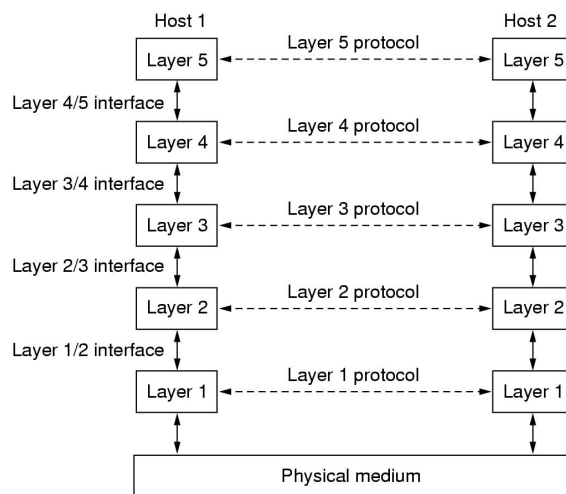 Host 1 Host 2
Layer 5 Layer 5 protocol Layer 5
Layer 4/5 interface
Layer 4 Layer 4 protocol Layer 4
Layer 3/4 interface
Layer 3 Layer 3 protocol Layer 3
Layer 2/3 interface
Layer 2 Layer 2 protocol Layer 2
Layer 1/2 interface
Layer 1 Layer 1 protocol Layer 1
Physical medium